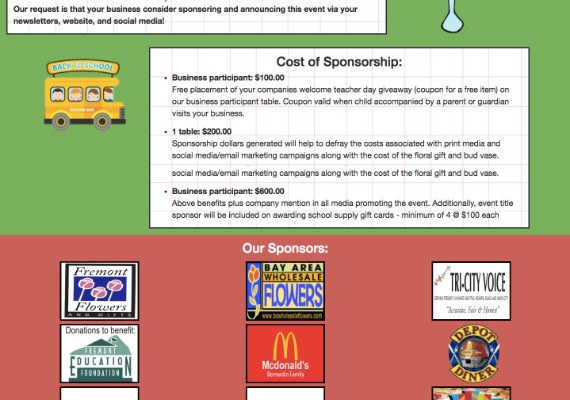 Our request is that your business consider sponsoring and announcing this event via your
newsletters, website, and social media!
BACK TO SCHOOL
SCHOOL BUS
Cost of Sponsorship:
• Business participant: $100.00
Free placement of your companies welcome teacher day giveaway (coupon for a free item) on
our business participant table. Coupon valid when child accompanied by a parent or guardian
visits your business.
• 1 table: $200.00
Sponsorship dollars generated will help to defray the costs associated with print media and
social media/email marketing campaigns along with the cost of the floral gift and bud vase.
social media/email marketing campaigns along with the cost of the floral gift and bud vase.
• Business participant: $600.00
Above benefits plus company mention in all media promoting the event. Additionally, event title
sponsor will be included on awarding school supply gift cards - minimum of 4 @ $100 each
Our Sponsors:
Fremont
Flowers
AND GIFTS
BAY AREA
WHOLESALE
FLOWERS
TRI-CITY VOICE
"Accurate, Fair & Honest"
Donations to benefit:
FREMONT
EDUCATION
FOUNDATION
Mcdonald's
Bernardin Family
DEPOT
DINER